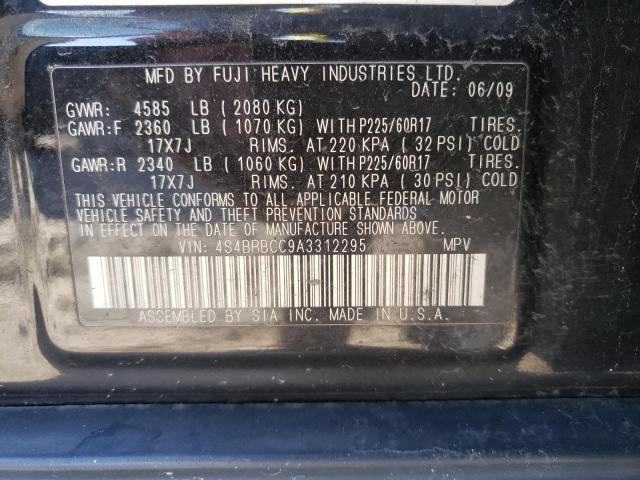 MFD BY FUJI HEAVY INDUSTRIES LTD.
DATE: 06/09
GVWR: 4585 LB ( 2080 KG)
GAWR:F 2360 LB ( 1070 KG) WITH P225/60R17 TIRES.
17X7J RIMS. AT 220 KPA ( 32 PSI) COLD
GAWR:R 2340 LB ( 1060 KG) WITH P225/60R17 TIRES.
17X7J RIMS. AT 210 KPA ( 30 PSI) COLD
THIS VEHICLE CONFORMS TO ALL APPLICABLE FEDERAL MOTOR
VEHICLE SAFETY AND THEFT PREVENTION STANDARDS
IN EFFECT ON THE DATE OF MANUFACTURE SHOWN ABOVE.
VIN: 4S4BRBCC9A3312295 MPV
ASSEMBLED BY SIA INC. MADE IN U.S.A.